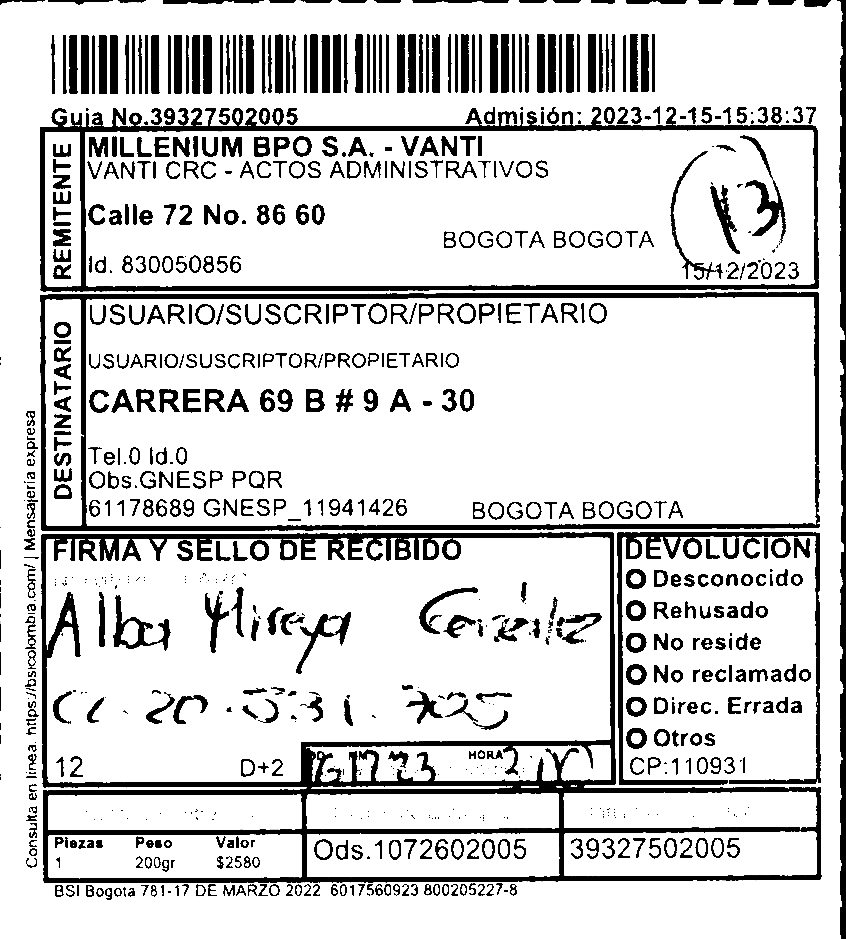 Guia No.39327502005 Admisión: 2023-12-15-15:38:37
REMITENTE
MILLENIUM BPO S.A. - VANTI
VANTI CRC - ACTOS ADMINISTRATIVOS
Calle 72 No. 86 60
BOGOTA BOGOTA
Id. 830050856
13
15/12/2023
DESTINATARIO
USUARIO/SUSCRIPTOR/PROPIETARIO
USUARIO/SUSCRIPTOR/PROPIETARIO
CARRERA 69 B # 9 A - 30
Tel.0 Id.0
Obs.GNESP PQR
61178689 GNESP_11941426 BOGOTA BOGOTA
FIRMA Y SELLO DE RECIBIDO
Alba Mireya González
CC. 20.531.705
12 D+2
HORA
DEVOLUCION
Desconocido
Rehusado
No reside
No reclamado
Direc. Errada
Otros
CP:110931
Piezas Peso Valor
1 200gr $2580
Ods.1072602005
39327502005
BSI Bogota 781-17 DE MARZO 2022 6017560923 800205227-8
Consulta en linea. https://bsicolombia.com/ | Mensajería expresa